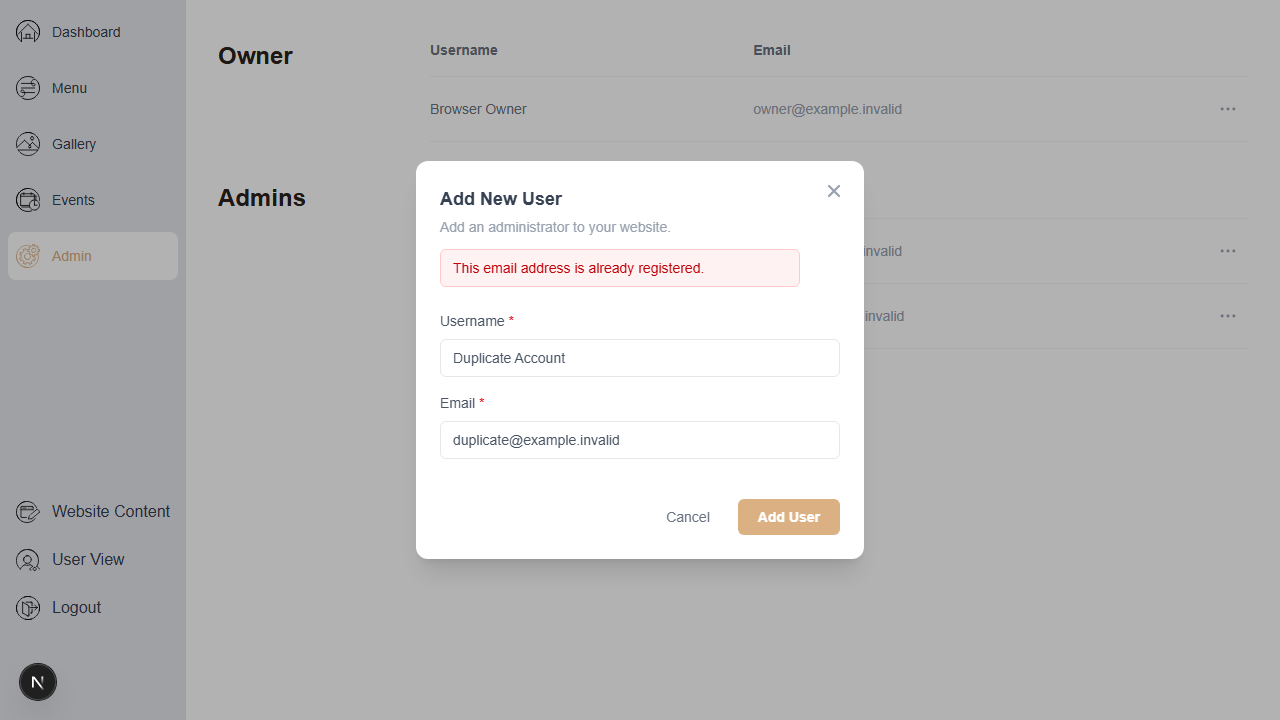 Dashboard
Menu
Gallery
Events
Admin
Website Content
User View
Logout
N
Owner
Username
Email
Browser Owner
owner@example.invalid
Admins
invalid
invalid
Add New User
Add an administrator to your website.
This email address is already registered.
Username *
Duplicate Account
Email *
duplicate@example.invalid
Cancel
Add User